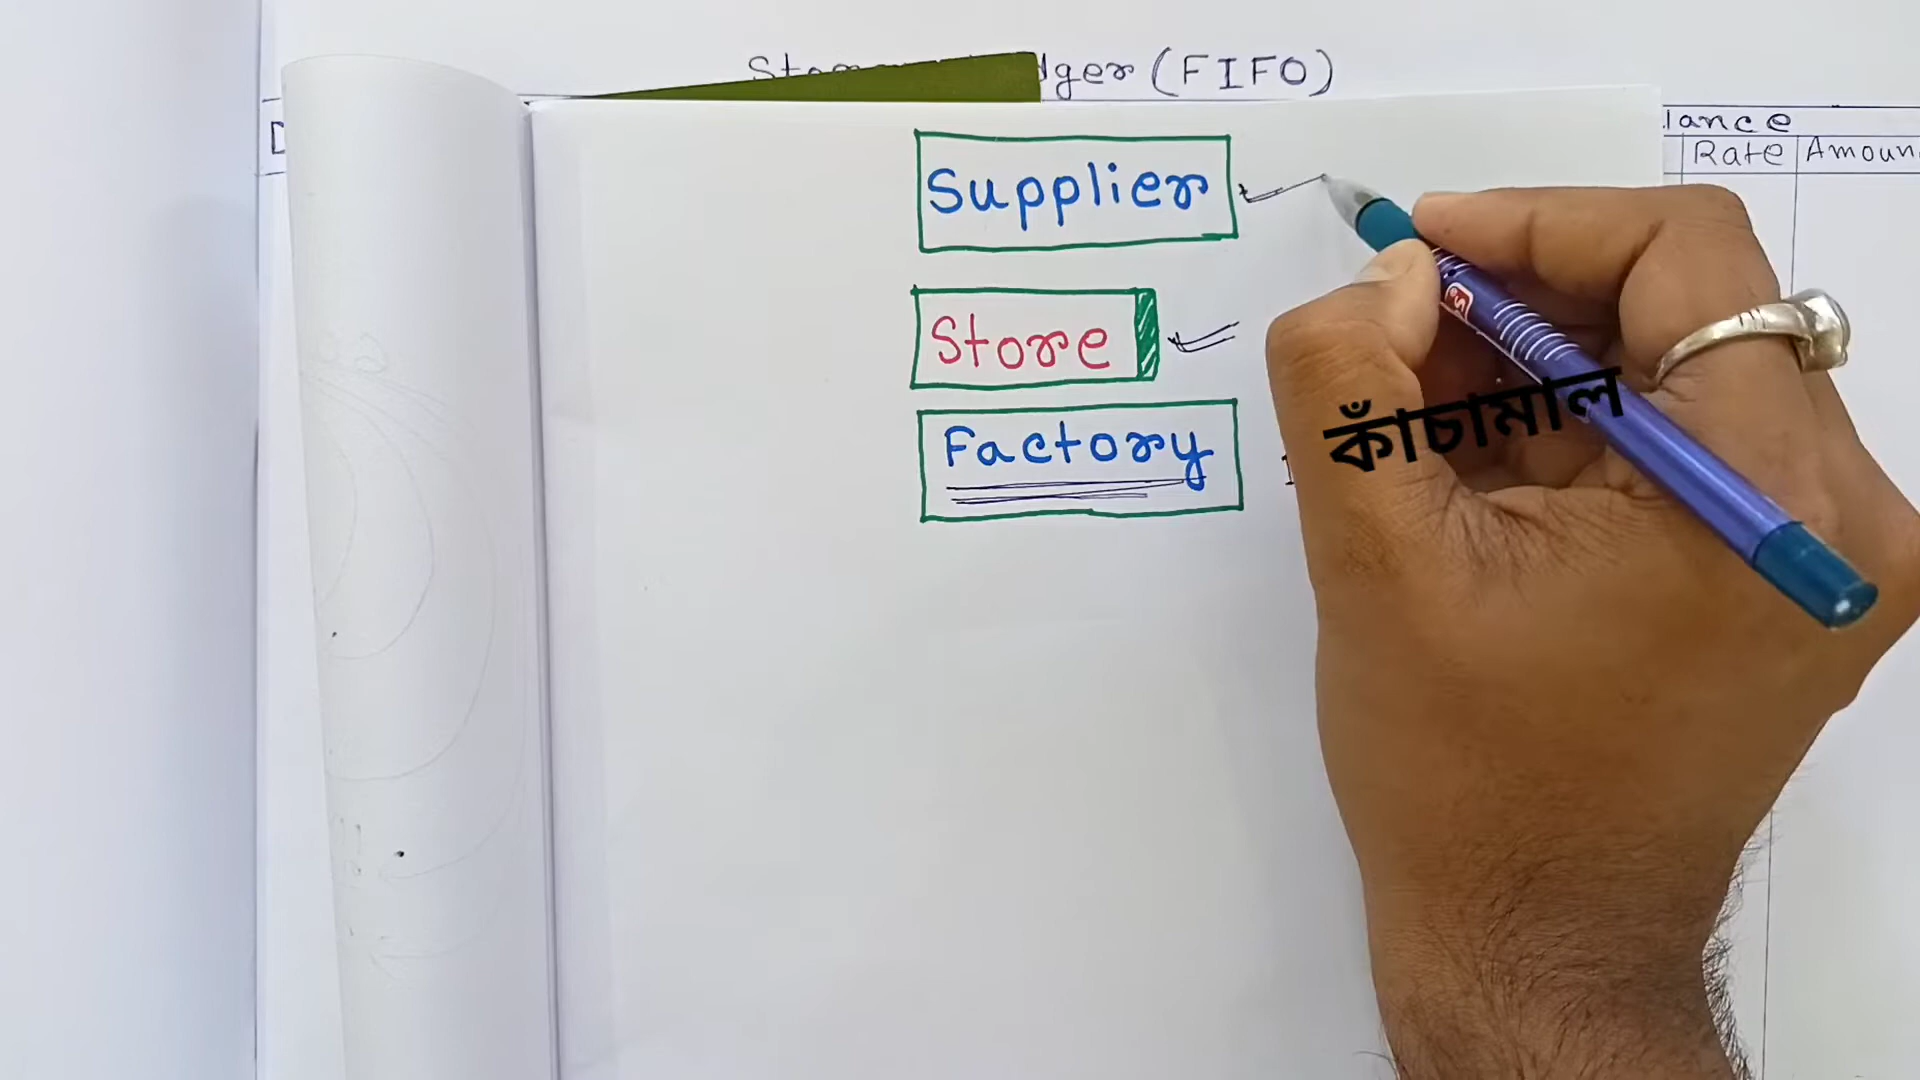 dger (FIFO)
lance
Rate Amoun
Supplier
Store
Factory
কাঁচামাল